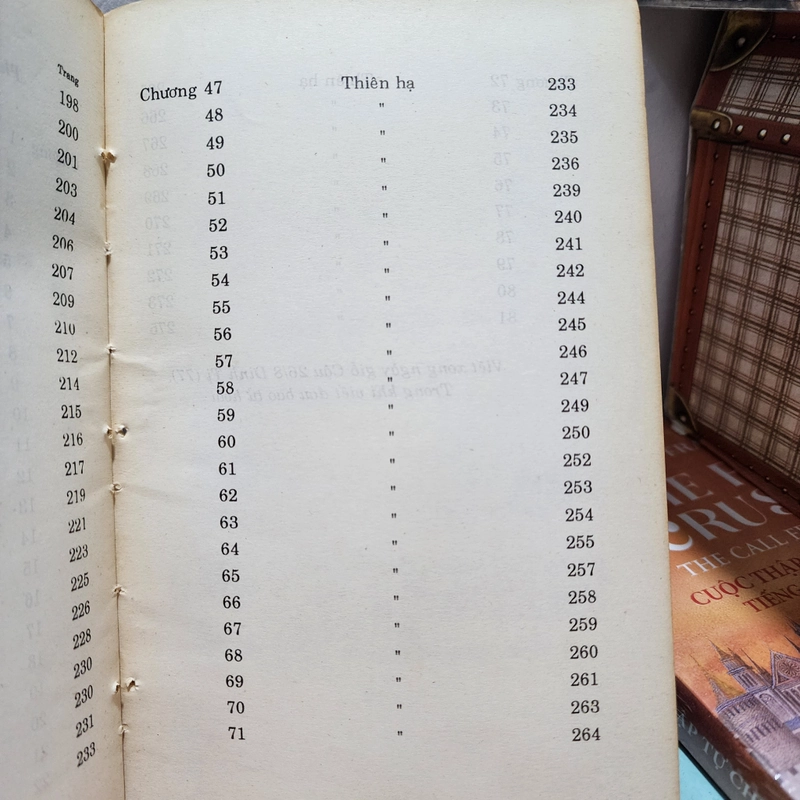 Trang
198
200
201
203
204
206
207
209
210
212
214
215
216
217
219
221
223
225
226
228
230
230
231
233
Chương 47 Thiên hạ 233
48 " 234
49 " 235
50 " 236
51 " 239
52 " 240
53 " 241
54 " 242
55 " 244
56 " 245
57 " 246
58 " 247
59 " 249
60 " 250
61 " 252
62 " 253
63 " 254
64 " 255
65 " 257
66 " 258
67 " 259
68 " 260
69 " 261
70 " 263
71 " 264
THE CALL F
CUỘC THẬP
TIẾNG